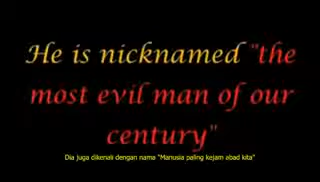 He is nicknamed "the
most evil man of our
century"
Dia juga dikenali dengan nama "Manusia paling kejam abad kita"